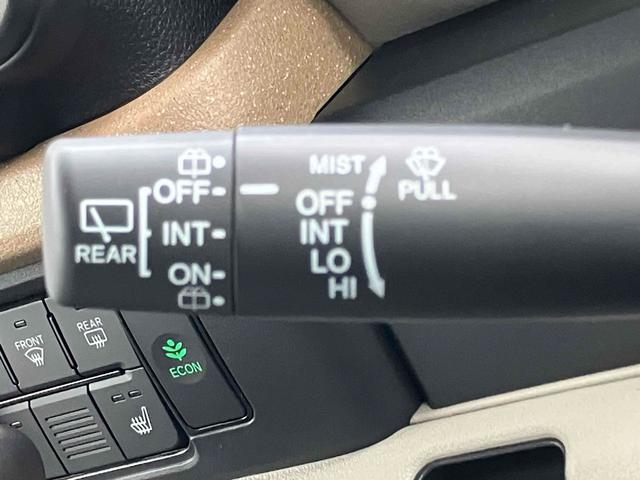 OFF
INT
ON
REAR
MIST
OFF
INT
LO
HI
PULL
FRONT
REAR
ECON